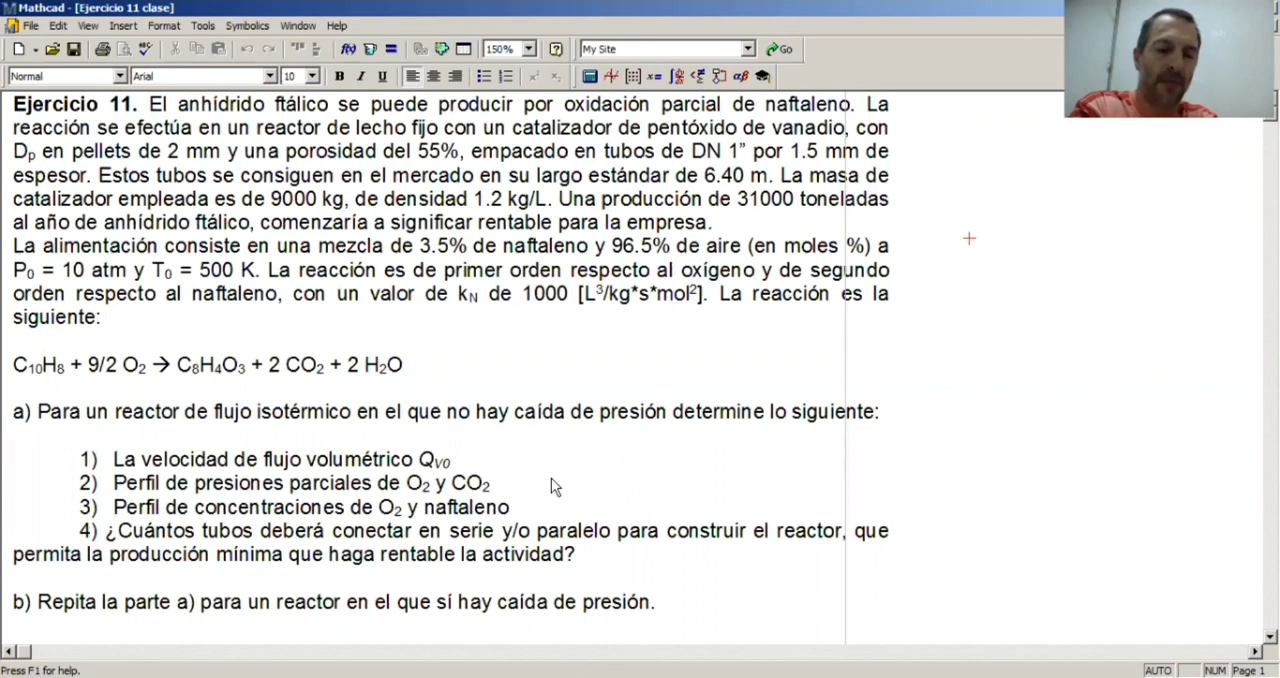 Mathcad - [Ejercicio 11 clase]
File Edit View Insert Format Tools Symbolics Window Help
150% My Site Go
Normal Arial 10 B I U
Ejercicio 11. El anhídrido ftálico se puede producir por oxidación parcial de naftaleno. La
reacción se efectúa en un reactor de lecho fijo con un catalizador de pentóxido de vanadio, con
Dₚ en pellets de 2 mm y una porosidad del 55%, empacado en tubos de DN 1” por 1.5 mm de
espesor. Estos tubos se consiguen en el mercado en su largo estándar de 6.40 m. La masa de
catalizador empleada es de 9000 kg, de densidad 1.2 kg/L. Una producción de 31000 toneladas
al año de anhídrido ftálico, comenzaría a significar rentable para la empresa.
La alimentación consiste en una mezcla de 3.5% de naftaleno y 96.5% de aire (en moles %) a
P₀ = 10 atm y T₀ = 500 K. La reacción es de primer orden respecto al oxígeno y de segundo
orden respecto al naftaleno, con un valor de kN de 1000 [L³/kg*s*mol²]. La reacción es la
siguiente:
C₁₀H₈ + 9/2 O₂ → C₈H₄O₃ + 2 CO₂ + 2 H₂O
a) Para un reactor de flujo isotérmico en el que no hay caída de presión determine lo siguiente:
1) La velocidad de flujo volumétrico QV0
2) Perfil de presiones parciales de O₂ y CO₂
3) Perfil de concentraciones de O₂ y naftaleno
4) ¿Cuántos tubos deberá conectar en serie y/o paralelo para construir el reactor, que
permita la producción mínima que haga rentable la actividad?
b) Repita la parte a) para un reactor en el que sí hay caída de presión.
Press F1 for help. AUTO NUM Page 1